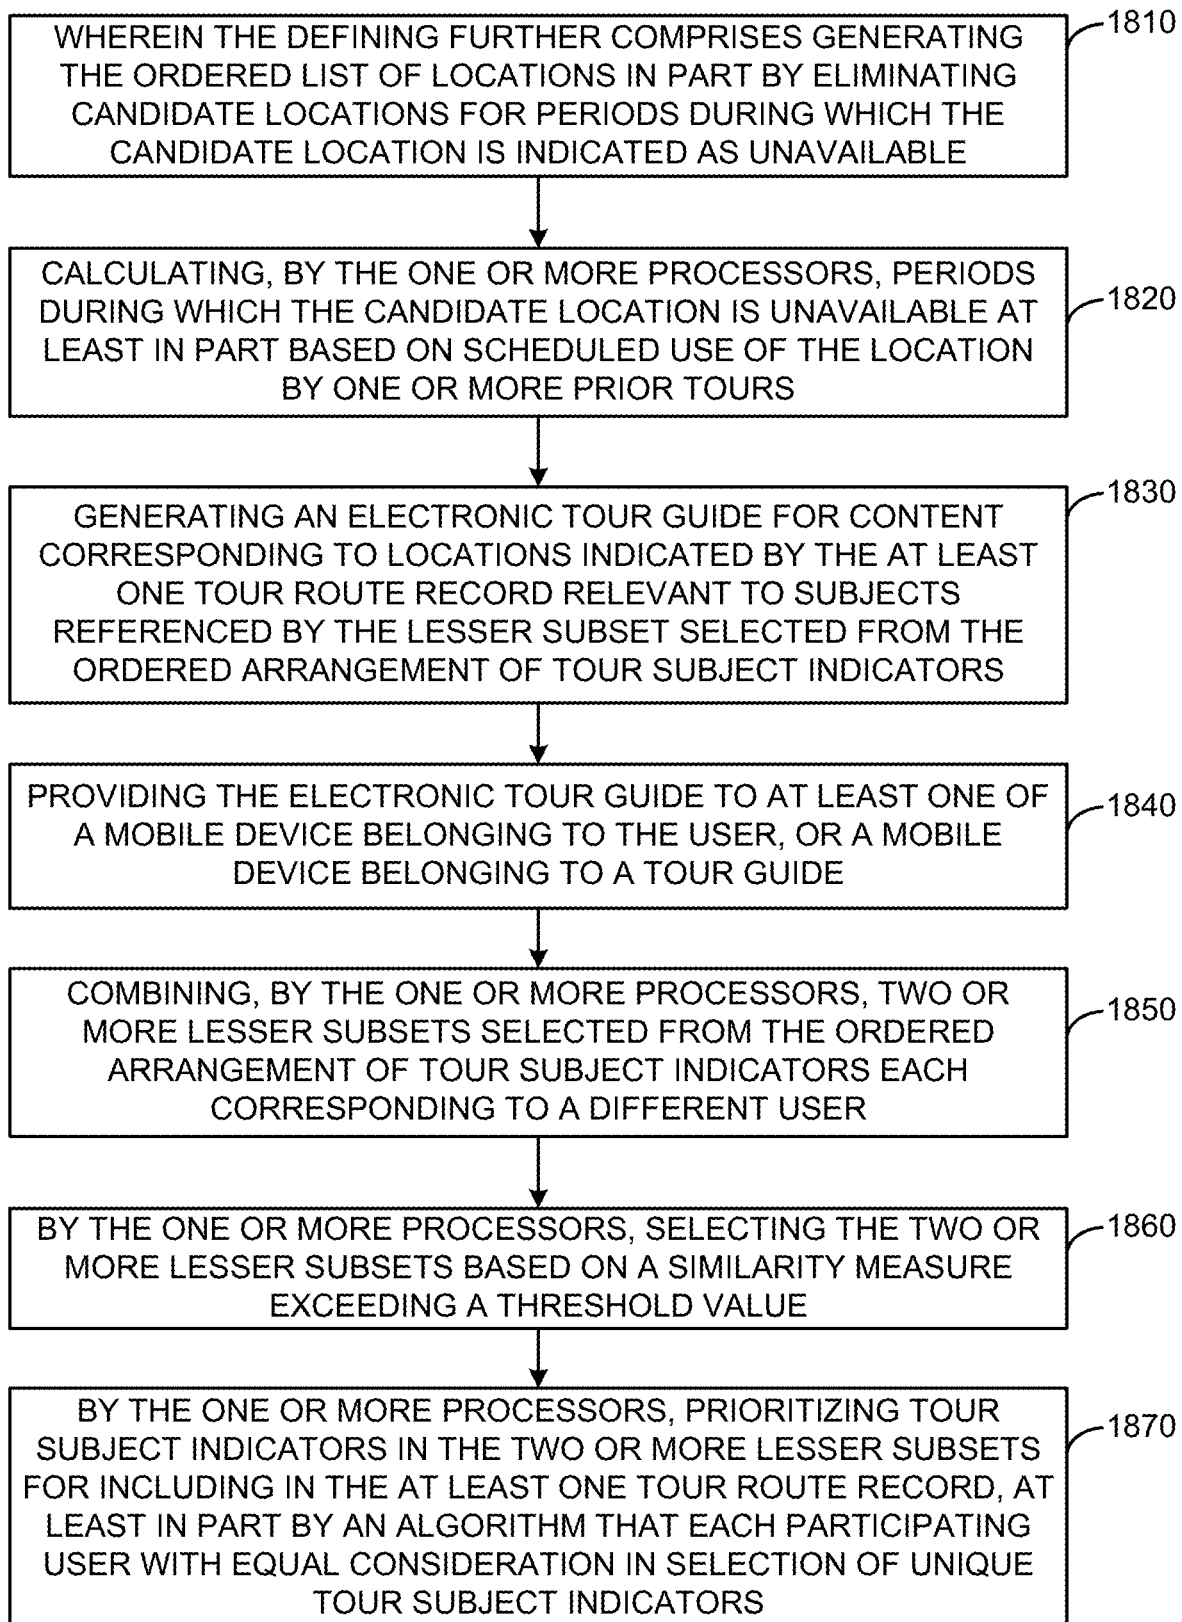 WHEREIN THE DEFINING FURTHER COMPRISES GENERATING
THE ORDERED LIST OF LOCATIONS IN PART BY ELIMINATING
CANDIDATE LOCATIONS FOR PERIODS DURING WHICH THE
CANDIDATE LOCATION IS INDICATED AS UNAVAILABLE
1810
CALCULATING, BY THE ONE OR MORE PROCESSORS, PERIODS
DURING WHICH THE CANDIDATE LOCATION IS UNAVAILABLE AT
LEAST IN PART BASED ON SCHEDULED USE OF THE LOCATION
BY ONE OR MORE PRIOR TOURS
1820
GENERATING AN ELECTRONIC TOUR GUIDE FOR CONTENT
CORRESPONDING TO LOCATIONS INDICATED BY THE AT LEAST
ONE TOUR ROUTE RECORD RELEVANT TO SUBJECTS
REFERENCED BY THE LESSER SUBSET SELECTED FROM THE
ORDERED ARRANGEMENT OF TOUR SUBJECT INDICATORS
1830
PROVIDING THE ELECTRONIC TOUR GUIDE TO AT LEAST ONE OF
A MOBILE DEVICE BELONGING TO THE USER, OR A MOBILE
DEVICE BELONGING TO A TOUR GUIDE
1840
COMBINING, BY THE ONE OR MORE PROCESSORS, TWO OR
MORE LESSER SUBSETS SELECTED FROM THE ORDERED
ARRANGEMENT OF TOUR SUBJECT INDICATORS EACH
CORRESPONDING TO A DIFFERENT USER
1850
BY THE ONE OR MORE PROCESSORS, SELECTING THE TWO OR
MORE LESSER SUBSETS BASED ON A SIMILARITY MEASURE
EXCEEDING A THRESHOLD VALUE
1860
BY THE ONE OR MORE PROCESSORS, PRIORITIZING TOUR
SUBJECT INDICATORS IN THE TWO OR MORE LESSER SUBSETS
FOR INCLUDING IN THE AT LEAST ONE TOUR ROUTE RECORD, AT
LEAST IN PART BY AN ALGORITHM THAT EACH PARTICIPATING
USER WITH EQUAL CONSIDERATION IN SELECTION OF UNIQUE
TOUR SUBJECT INDICATORS
1870